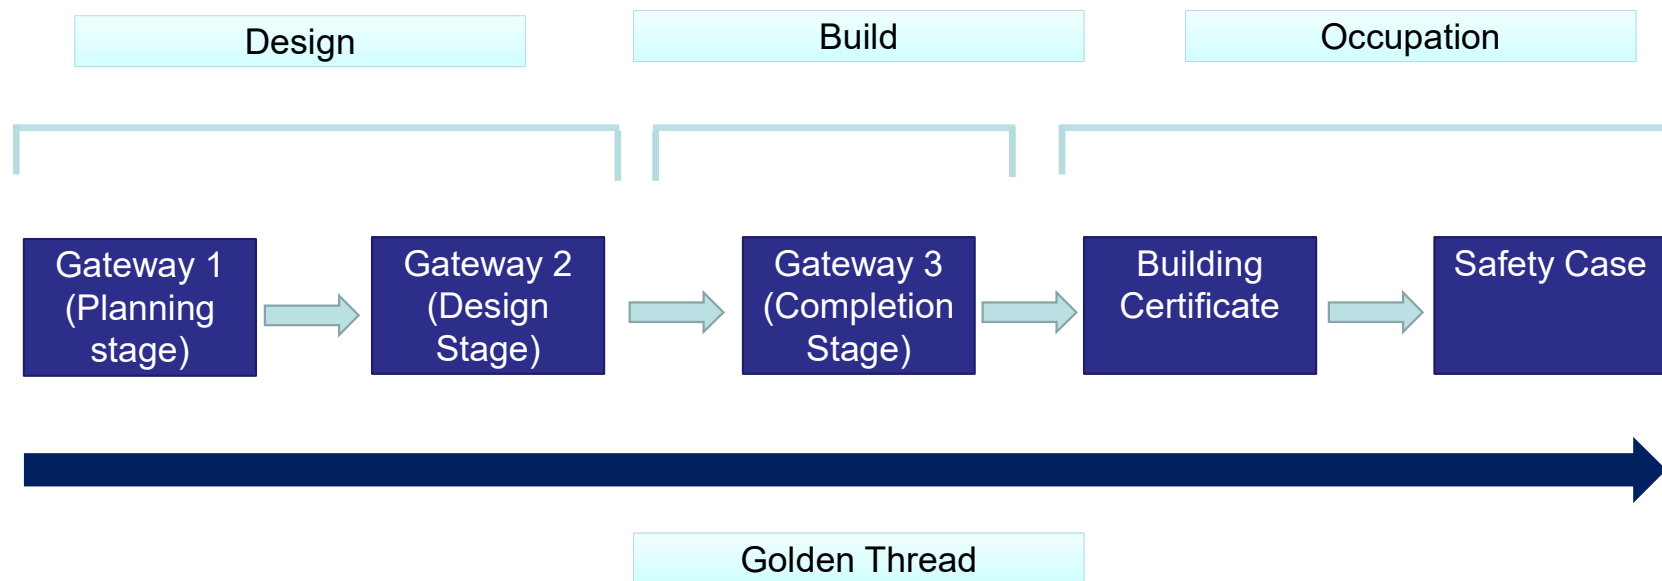 Design
Build
Occupation
Gateway 1
(Planning
stage)
Gateway 2
(Design
Stage)
Gateway 3
(Completion
Stage)
Building
Certificate
Safety Case
Golden Thread